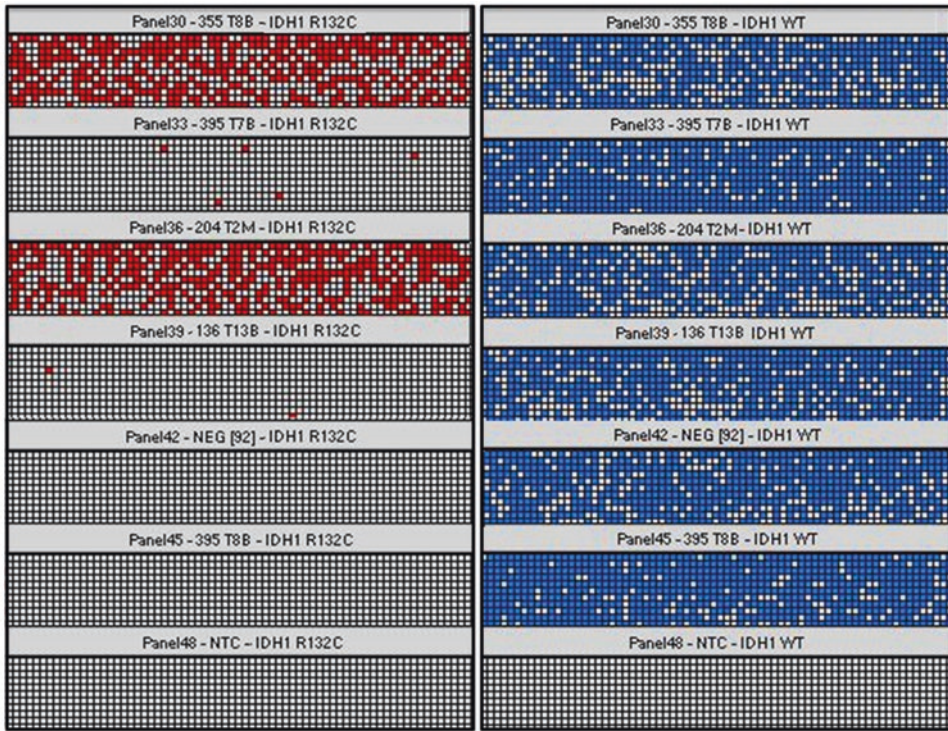 Panel30 - 355 T8B - IDH1 R132C
Panel33 - 395 T7B - IDH1 R132C
Panel36 - 204 T2M - IDH1 R132C
Panel39 - 136 T13B - IDH1 R132C
Panel42 - NEG [92] - IDH1 R132C
Panel45 - 395 T8B - IDH1 R132C
Panel48 - NTC - IDH1 R132C
Panel30 - 355 T8B - IDH1 WT
Panel33 - 395 T7B - IDH1 WT
Panel36 - 204 T2M - IDH1 WT
Panel39 - 136 T13B IDH1 WT
Panel42 - NEG [92] - IDH1 WT
Panel45 - 395 T8B - IDH1 WT
Panel48 - NTC - IDH1 WT